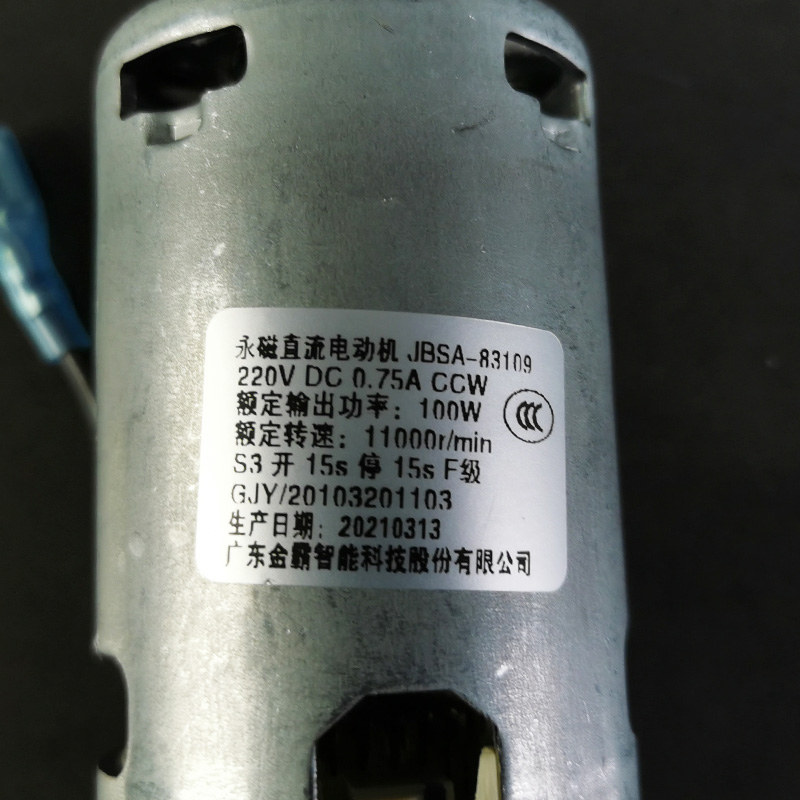 永磁直流电动机 JBSA-83109
220V DC 0.75A CCW
额定输出功率：100W
额定转速：11000r/min
S3 开 15s 停 15s F级
GJY/20103201103
生产日期：20210313
广东金霸智能科技股份有限公司
CCC